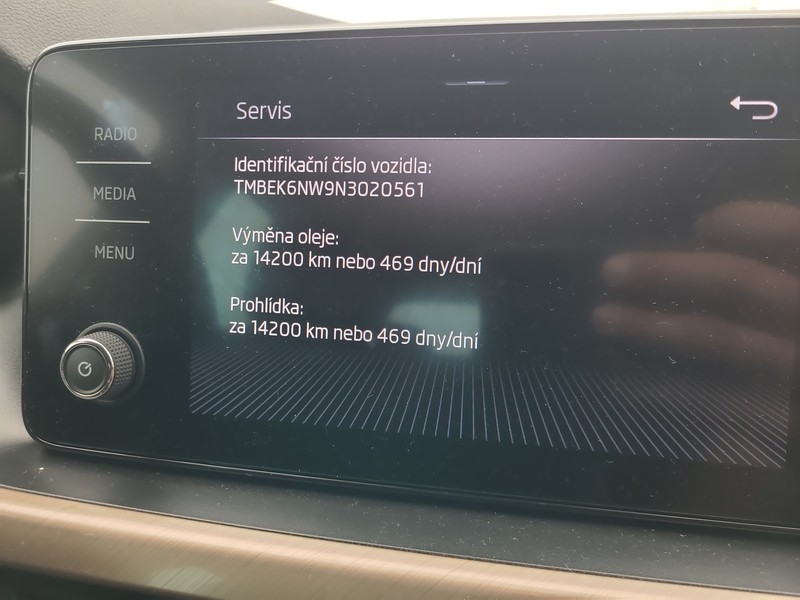 Servis
RADIO
MEDIA
MENU
Identifikační číslo vozidla:
TMBEK6NW9N3020561
Výměna oleje:
za 14200 km nebo 469 dny/dní
Prohlídka:
za 14200 km nebo 469 dny/dní